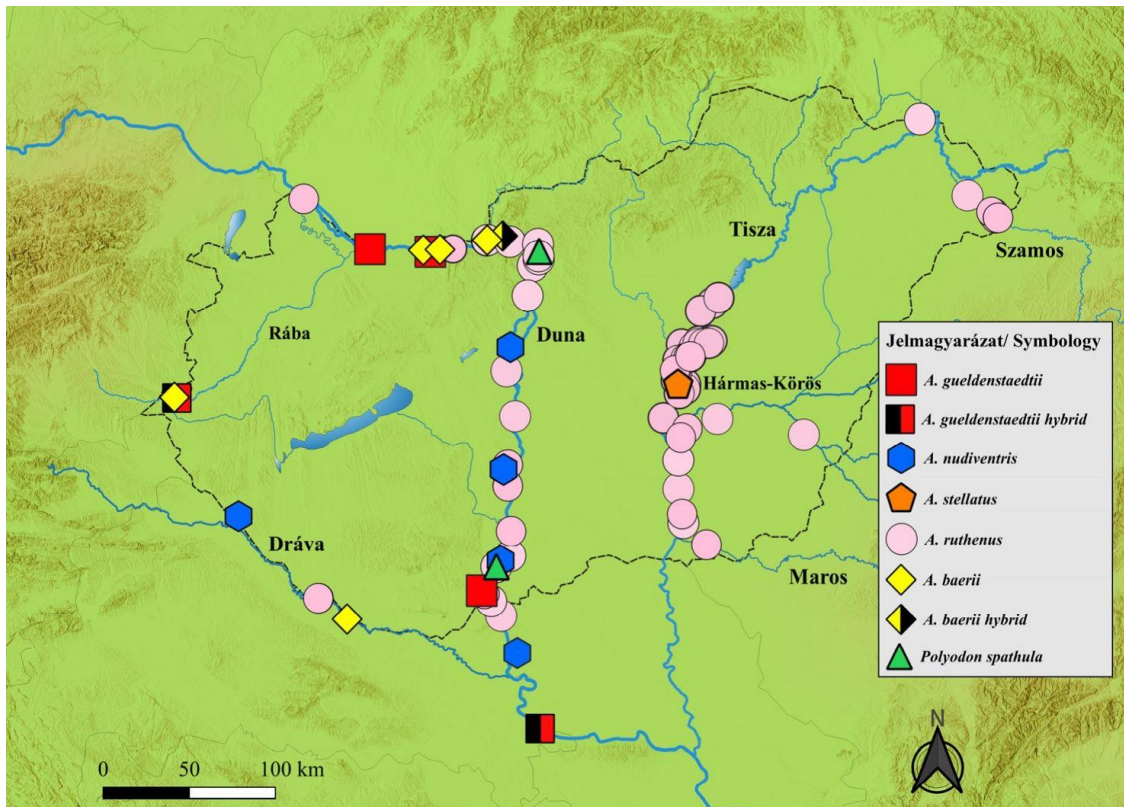 Tisza
Szamos
Rába
Duna
Hármas-Körös
Dráva
Maros
Jelmagyarázat/ Symbology
A. gueldenstaedtii
A. gueldenstaedtii hybrid
A. nudiventris
A. stellatus
A. ruthenus
A. baerii
A. baerii hybrid
Polyodon spathula
N
0 50 100 km